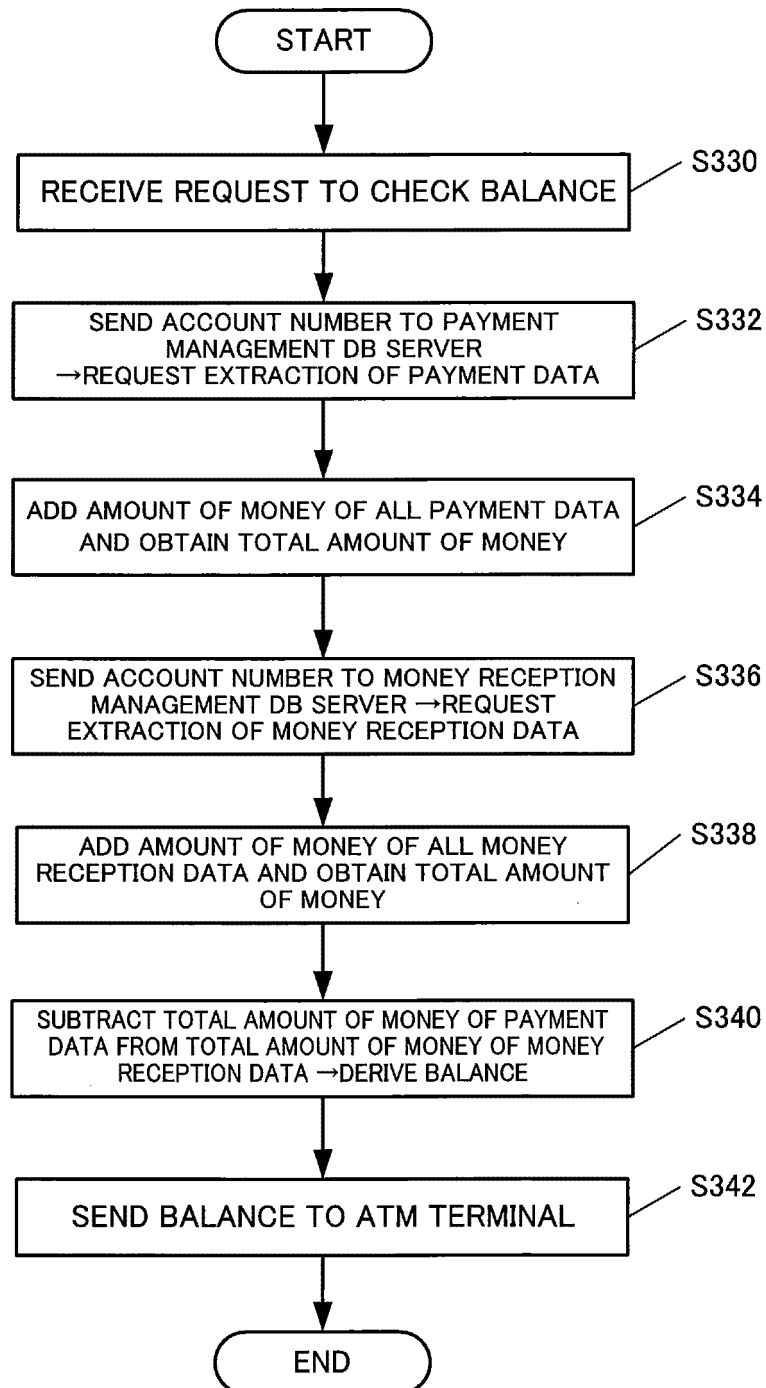 START
RECEIVE REQUEST TO CHECK BALANCE
S330
SEND ACCOUNT NUMBER TO PAYMENT
MANAGEMENT DB SERVER
→REQUEST EXTRACTION OF PAYMENT DATA
S332
ADD AMOUNT OF MONEY OF ALL PAYMENT DATA
AND OBTAIN TOTAL AMOUNT OF MONEY
S334
SEND ACCOUNT NUMBER TO MONEY RECEPTION
MANAGEMENT DB SERVER →REQUEST
EXTRACTION OF MONEY RECEPTION DATA
S336
ADD AMOUNT OF MONEY OF ALL MONEY
RECEPTION DATA AND OBTAIN TOTAL AMOUNT
OF MONEY
S338
SUBTRACT TOTAL AMOUNT OF MONEY OF PAYMENT
DATA FROM TOTAL AMOUNT OF MONEY OF MONEY
RECEPTION DATA →DERIVE BALANCE
S340
SEND BALANCE TO ATM TERMINAL
S342
END